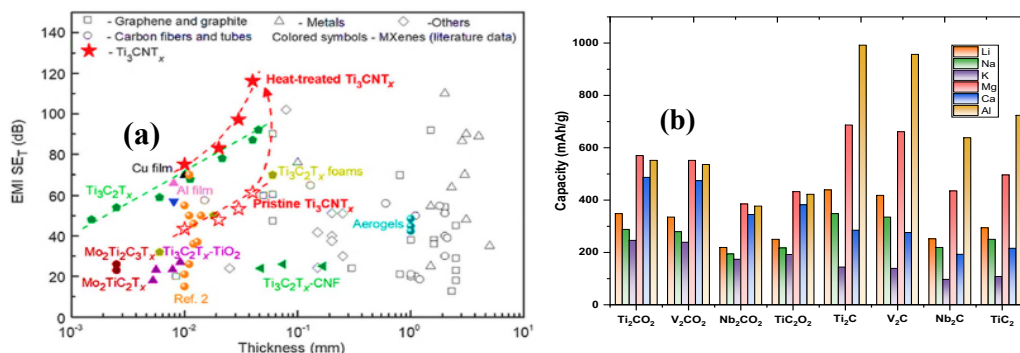 - Graphene and graphite
- Metals
-Others
- Carbon fibers and tubes
Colored symbols - MXenes (literature data)
- Ti₃CNTₓ
Heat-treated Ti₃CNTₓ
(a)
Cu film
Ti₃C₂Tₓ
Al film
Ti₃C₂Tₓ foams
Pristine Ti₃CNTₓ
Aerogels
Mo₂Ti₂C₃Tₓ
Ti₃C₂Tₓ-TiO₂
Mo₂TiC₂Tₓ
Ref. 2
Ti₃C₂Tₓ-CNF
EMI SE_T (dB)
140
120
100
80
60
40
20
0
10⁻³
10⁻²
10⁻¹
10⁰
10¹
Thickness (mm)
(b)
Li
Na
K
Mg
Ca
Al
Capacity (mAh/g)
1000
800
600
400
200
0
Ti₂CO₂
V₂CO₂
Nb₂CO₂
TiC₂O₂
Ti₂C
V₂C
Nb₂C
TiC₂